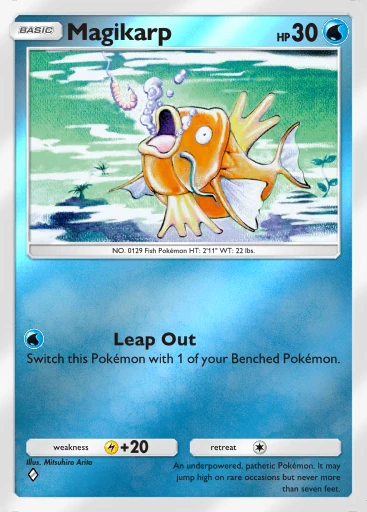 BASIC
Magikarp
HP 30
NO. 0129 Fish Pokémon HT: 2'11" WT: 22 lbs.
Leap Out
Switch this Pokémon with 1 of your Benched Pokémon.
weakness +20
retreat
Illus. Mitsuhiro Arita
An underpowered, pathetic Pokémon. It may
jump high on rare occasions but never more
than seven feet.